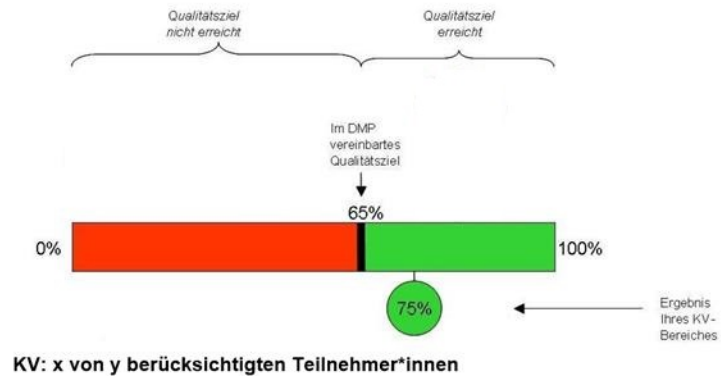 Qualitätsziel
nicht erreicht
Qualitätsziel
erreicht
Im DMP
vereinbartes
Qualitätsziel
65%
0%
100%
75%
Ergebnis
Ihres KV-
Bereiches
KV: x von y berücksichtigten Teilnehmer*innen